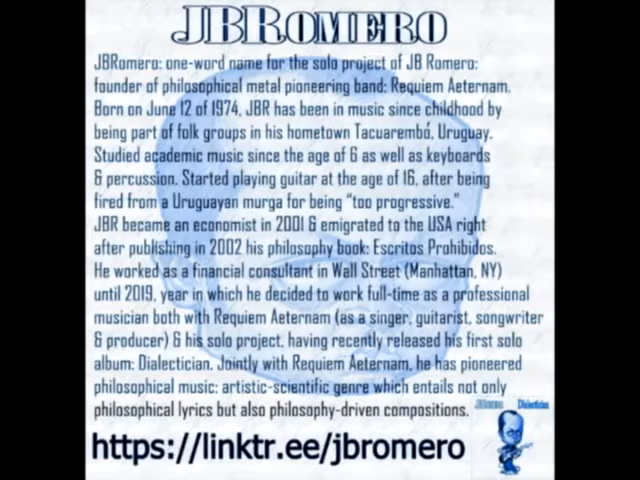 JBROMERO
JBRomero: one-word name for the solo project of JB Romero:
founder of philosophical metal pioneering band: Requiem Aeternam.
Born on June 12 of 1974, JBR has been in music since childhood by
being part of folk groups in his hometown Tacuarembó, Uruguay.
Studied academic music since the age of 6 as well as keyboards
& percussion. Started playing guitar at the age of 16, after being
fired from a Uruguayan murga for being "too progressive."
JBR became an economist in 2001 & emigrated to the USA right
after publishing in 2002 his philosophy book: Escritos Prohibidos.
He worked as a financial consultant in Wall Street (Manhattan, NY)
until 2019, year in which he decided to work full-time as a professional
musician both with Requiem Aeternam (as a singer, guitarist, songwriter
& producer) & his solo project, having recently released his first solo
album: Dialectician. Jointly with Requiem Aeternam, he has pioneered
philosophical music: artistic-scientific genre which entails not only
philosophical lyrics but also philosophy-driven compositions.
JBRomero Dialectician
https://linktr.ee/jbromero